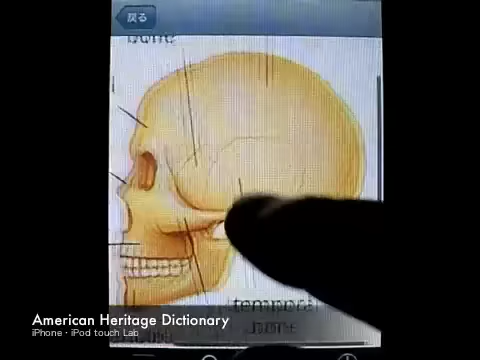 戻る
bone
temporal
bone
American Heritage Dictionary
iPhone・iPod touch Lab